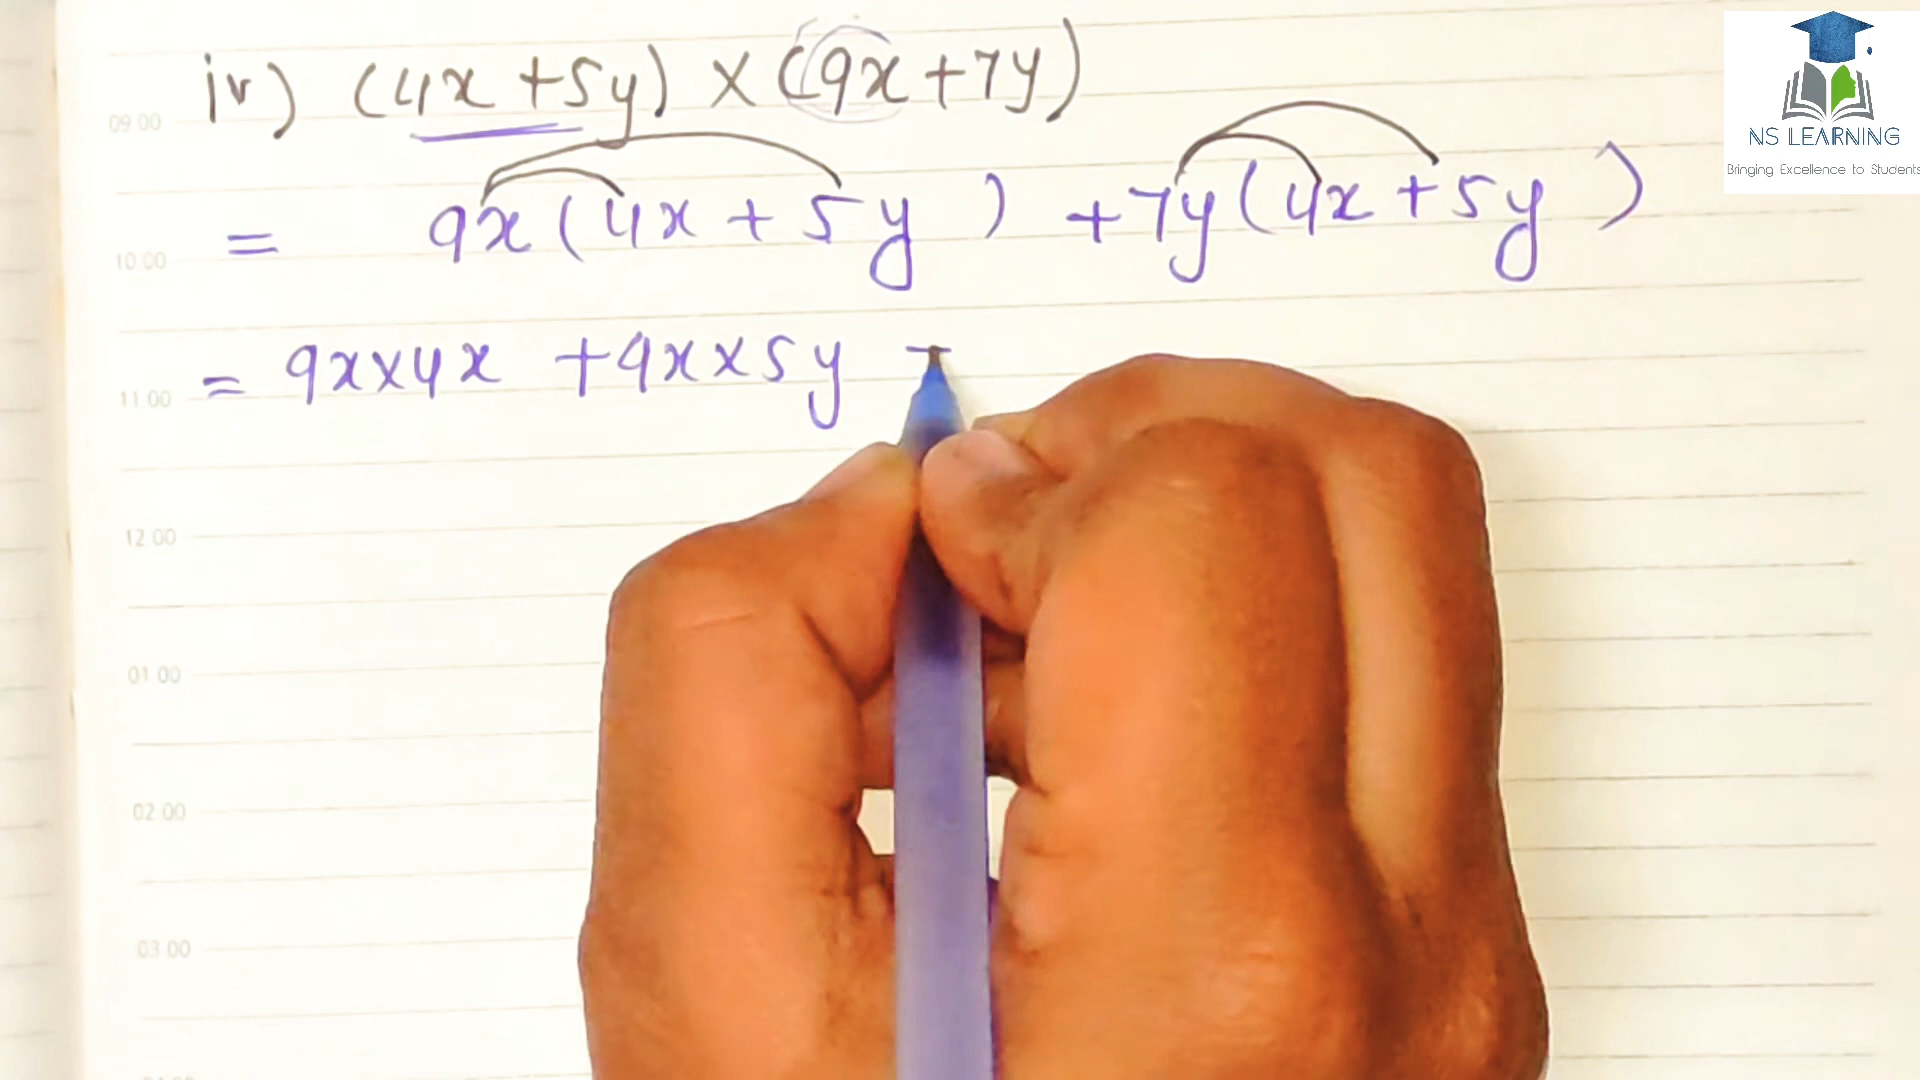 iv) (4x + 5y) × (9x + 7y)
= 9x (4x + 5y) + 7y (4x + 5y)
= 9x × 4x + 9x × 5y
NS LEARNING
Bringing Excellence to Students
09 00
10 00
11 00
12 00
01 00
02 00
03 00